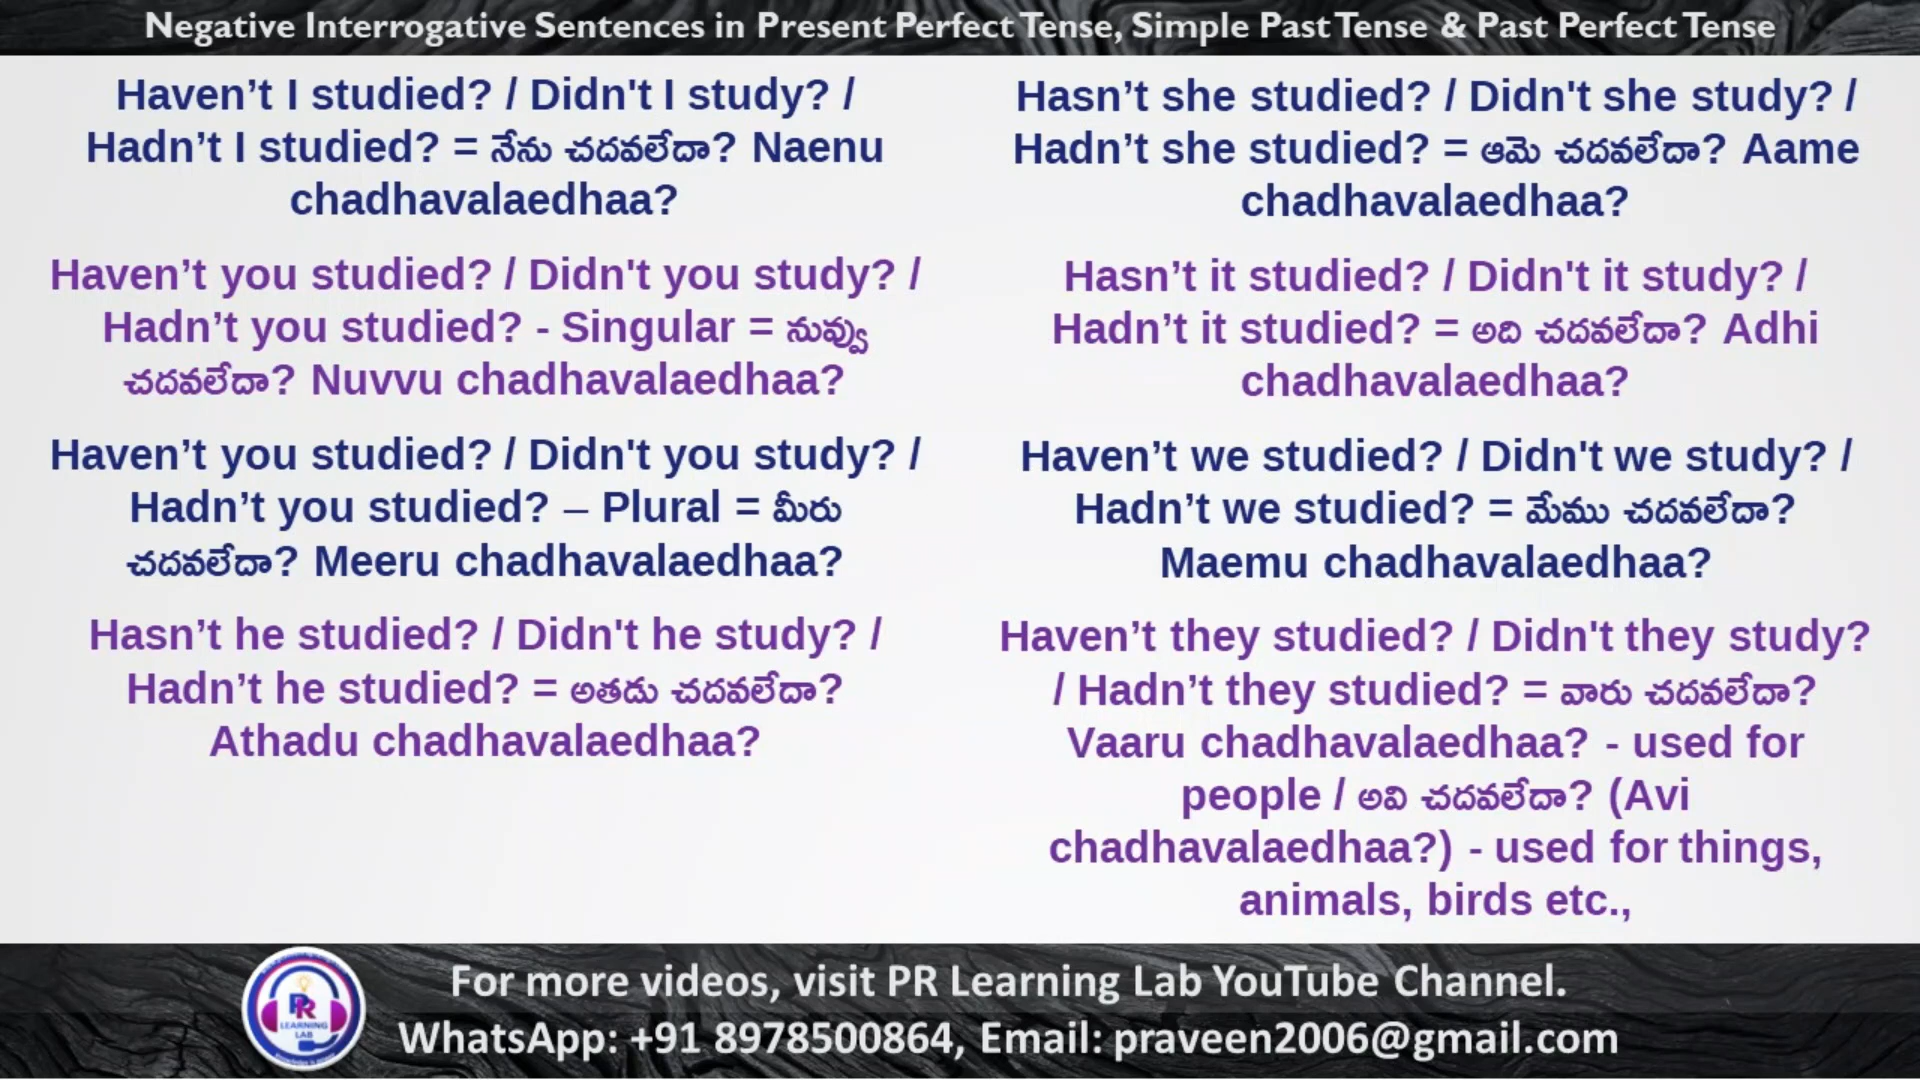 Negative Interrogative Sentences in Present Perfect Tense, Simple Past Tense & Past Perfect Tense
Haven’t I studied? / Didn't I study? /
Hadn’t I studied? = నేను చదవలేదా? Naenu
chadhavalaedhaa?
Haven’t you studied? / Didn't you study? /
Hadn’t you studied? - Singular = నువ్వు
చదవలేదా? Nuvvu chadhavalaedhaa?
Haven’t you studied? / Didn't you study? /
Hadn’t you studied? – Plural = మీరు
చదవలేదా? Meeru chadhavalaedhaa?
Hasn’t he studied? / Didn't he study? /
Hadn’t he studied? = అతడు చదవలేదా?
Athadu chadhavalaedhaa?
Hasn’t she studied? / Didn't she study? /
Hadn’t she studied? = ఆమె చదవలేదా? Aame
chadhavalaedhaa?
Hasn’t it studied? / Didn't it study? /
Hadn’t it studied? = అది చదవలేదా? Adhi
chadhavalaedhaa?
Haven’t we studied? / Didn't we study? /
Hadn’t we studied? = మేము చదవలేదా?
Maemu chadhavalaedhaa?
Haven’t they studied? / Didn't they study?
/ Hadn’t they studied? = వారు చదవలేదా?
Vaaru chadhavalaedhaa? - used for
people / అవి చదవలేదా? (Avi
chadhavalaedhaa?) - used for things,
animals, birds etc.,
PR
LEARNING
LAB
For more videos, visit PR Learning Lab YouTube Channel.
WhatsApp: +91 8978500864, Email: praveen2006@gmail.com